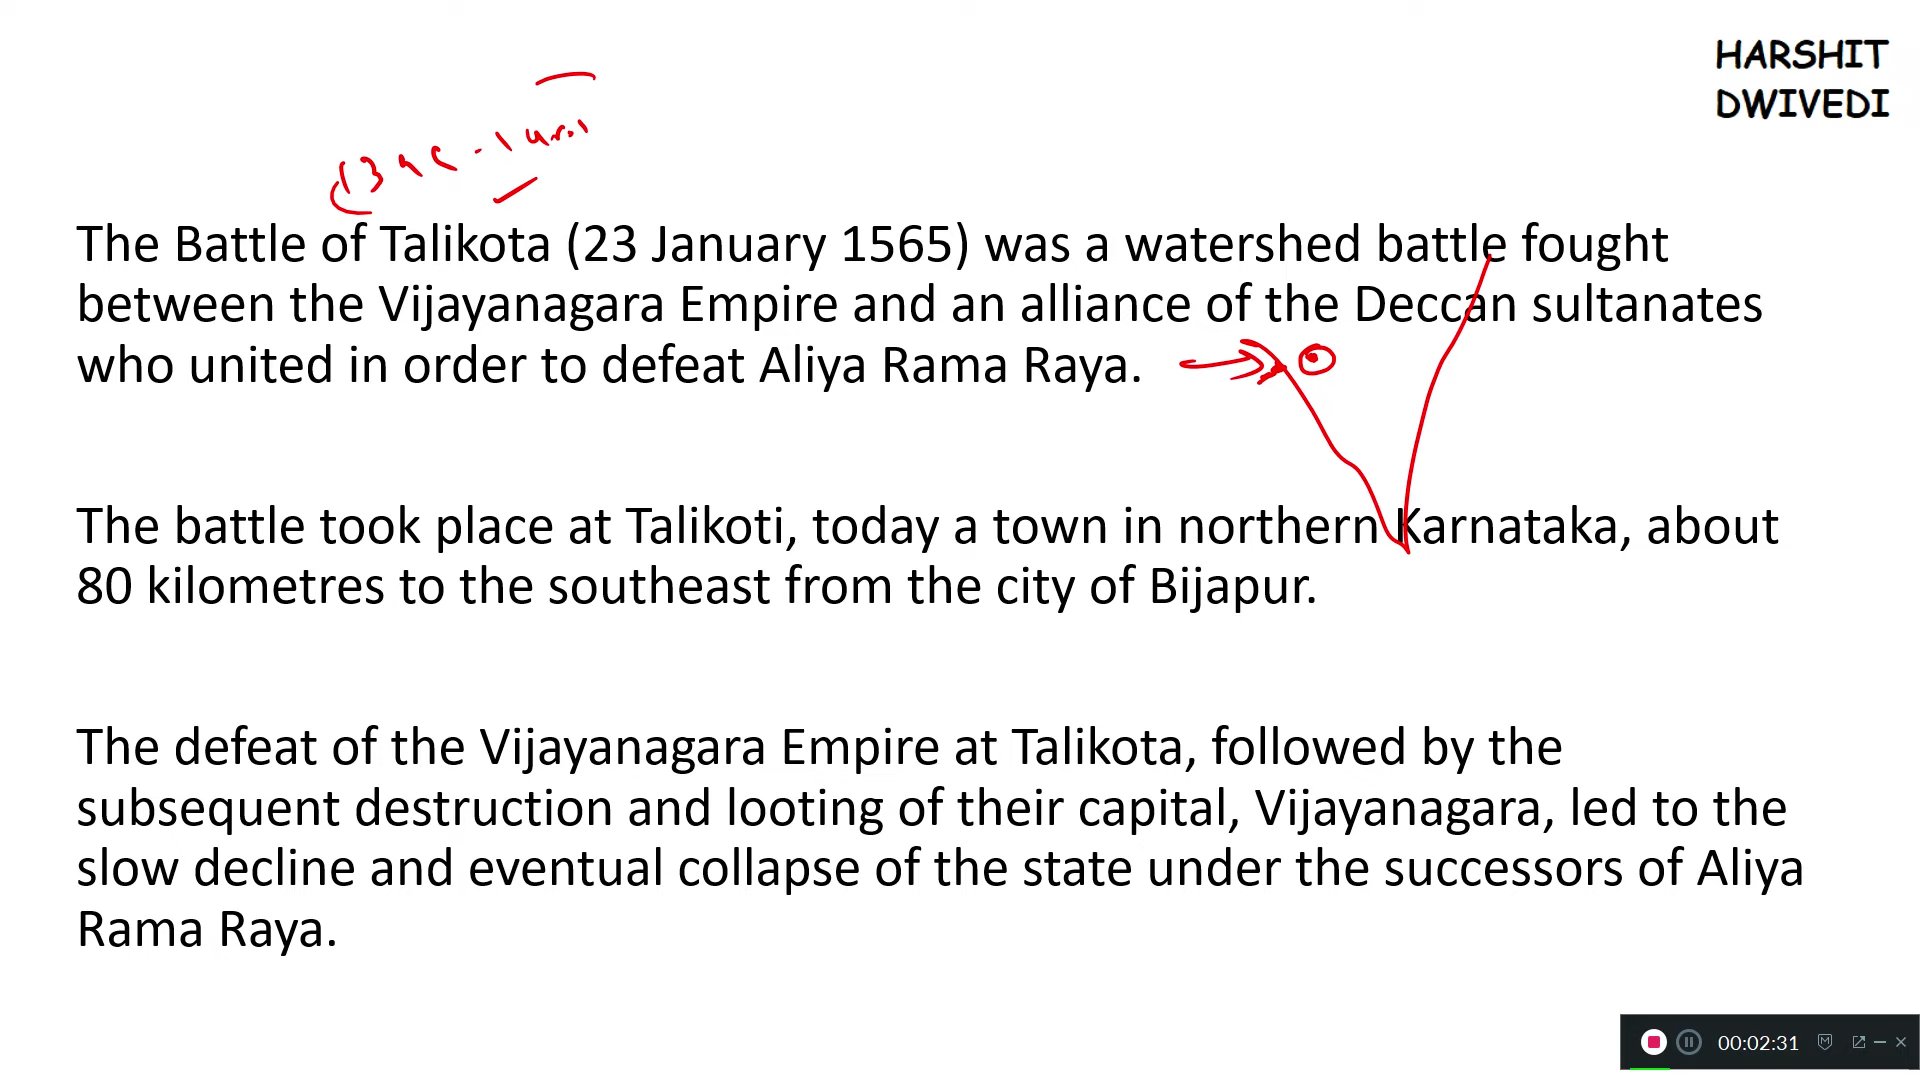 HARSHIT
DWIVEDI
The Battle of Talikota (23 January 1565) was a watershed battle fought
between the Vijayanagara Empire and an alliance of the Deccan sultanates
who united in order to defeat Aliya Rama Raya.
The battle took place at Talikoti, today a town in northern Karnataka, about
80 kilometres to the southeast from the city of Bijapur.
The defeat of the Vijayanagara Empire at Talikota, followed by the
subsequent destruction and looting of their capital, Vijayanagara, led to the
slow decline and eventual collapse of the state under the successors of Aliya
Rama Raya.
00:02:31